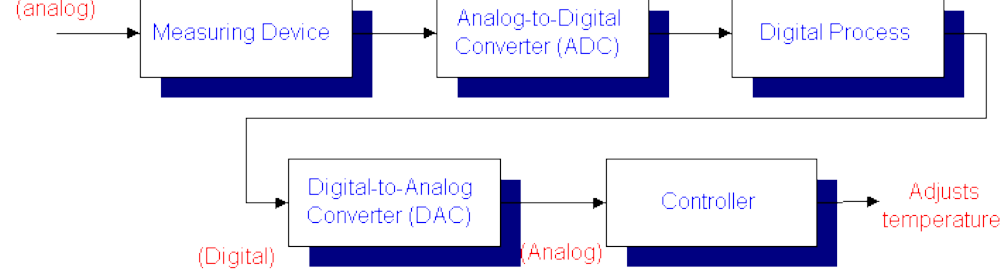 (analog)
Measuring Device
Analog-to-Digital
Converter (ADC)
Digital Process
Digital-to-Analog
Converter (DAC)
Controller
Adjusts
temperature
(Digital)
(Analog)